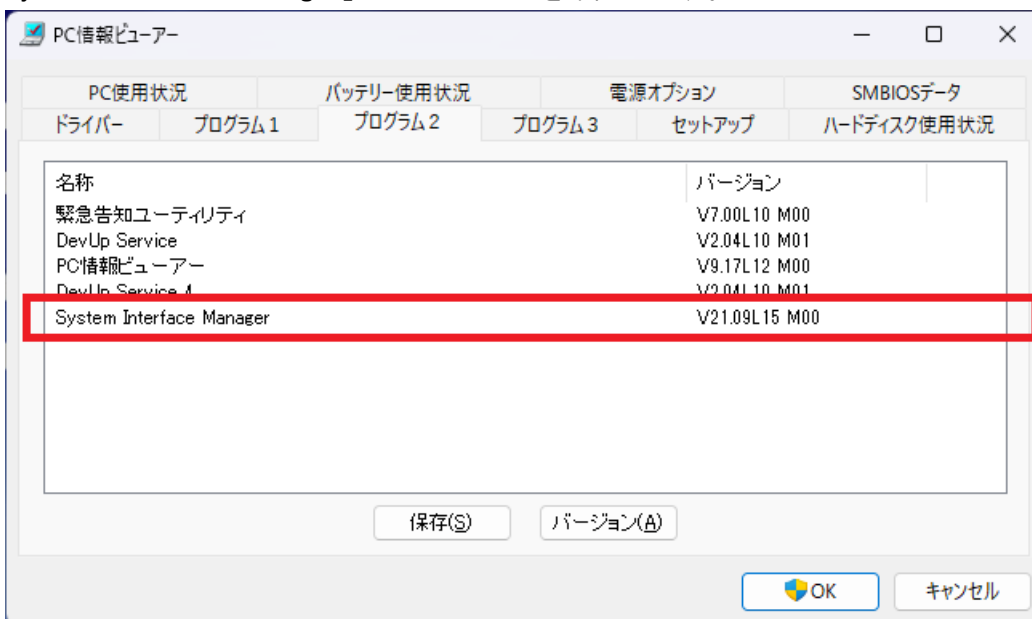 PC情報ビューアー
PC使用状況 バッテリー使用状況 電源オプション SMBIOSデータ
ドライバー プログラム1 プログラム2 プログラム3 セットアップ ハードディスク使用状況
名称 バージョン
緊急告知ユーティリティ V7.00L10 M00
DevUp Service V2.04L10 M01
PC情報ビューアー V9.17L12 M00
DevUp Service 4 V2.04L10 M01
System Interface Manager V21.09L15 M00
保存(S) バージョン(A)
OK キャンセル